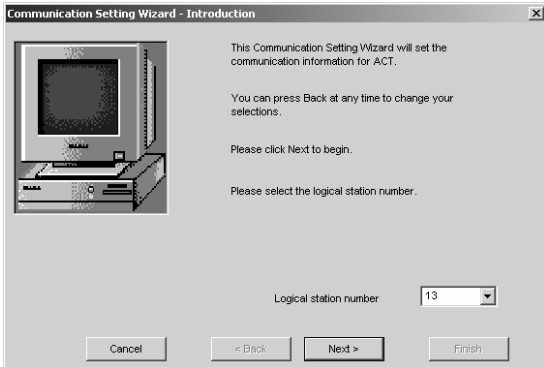 Communication Setting Wizard - Introduction
This Communication Setting Wizard will set the
communication information for ACT.
You can press Back at any time to change your
selections.
Please click Next to begin.
Please select the logical station number.
Logical station number 13
Cancel < Back Next > Finish